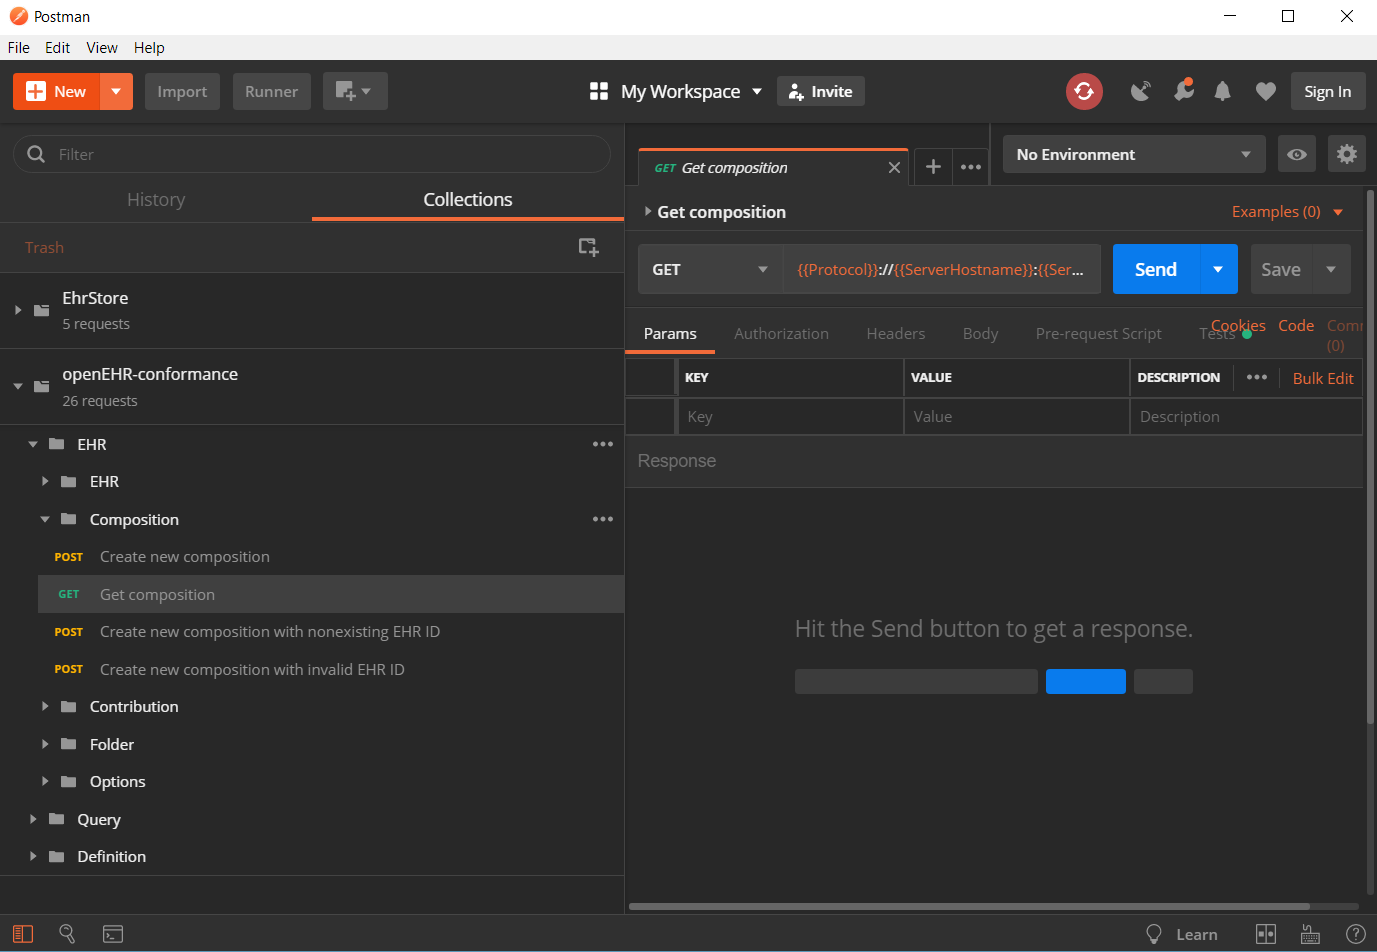 Postman
File Edit View Help
New Import Runner My Workspace Invite Sign In
Filter
History Collections
Trash
EhrStore
5 requests
openEHR-conformance
26 requests
EHR
EHR
Composition
POST Create new composition
GET Get composition
POST Create new composition with nonexisting EHR ID
POST Create new composition with invalid EHR ID
Contribution
Folder
Options
Query
Definition
GET Get composition
No Environment
Get composition Examples (0)
GET {{Protocol}}://{{ServerHostname}}:{{Ser... Send Save
Params Authorization Headers Body Pre-request Script Tests Cookies Code Comm
(0)
KEY VALUE DESCRIPTION ••• Bulk Edit
Key Value Description
Response
Hit the Send button to get a response.
Learn